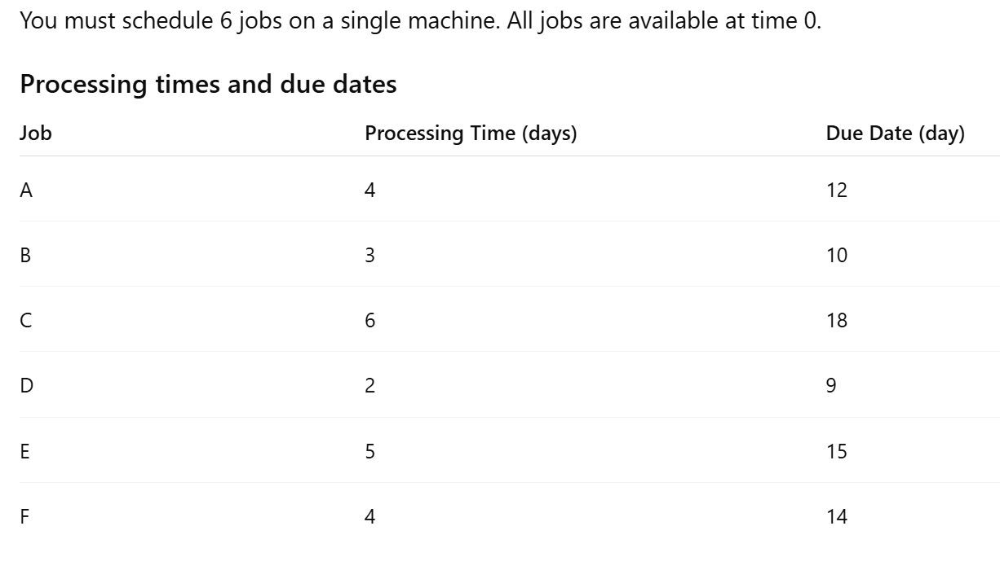 You must schedule 6 jobs on a single machine. All jobs are available at time 0.
Processing times and due dates
Job Processing Time (days) Due Date (day)
A 4 12
B 3 10
C 6 18
D 2 9
E 5 15
F 4 14